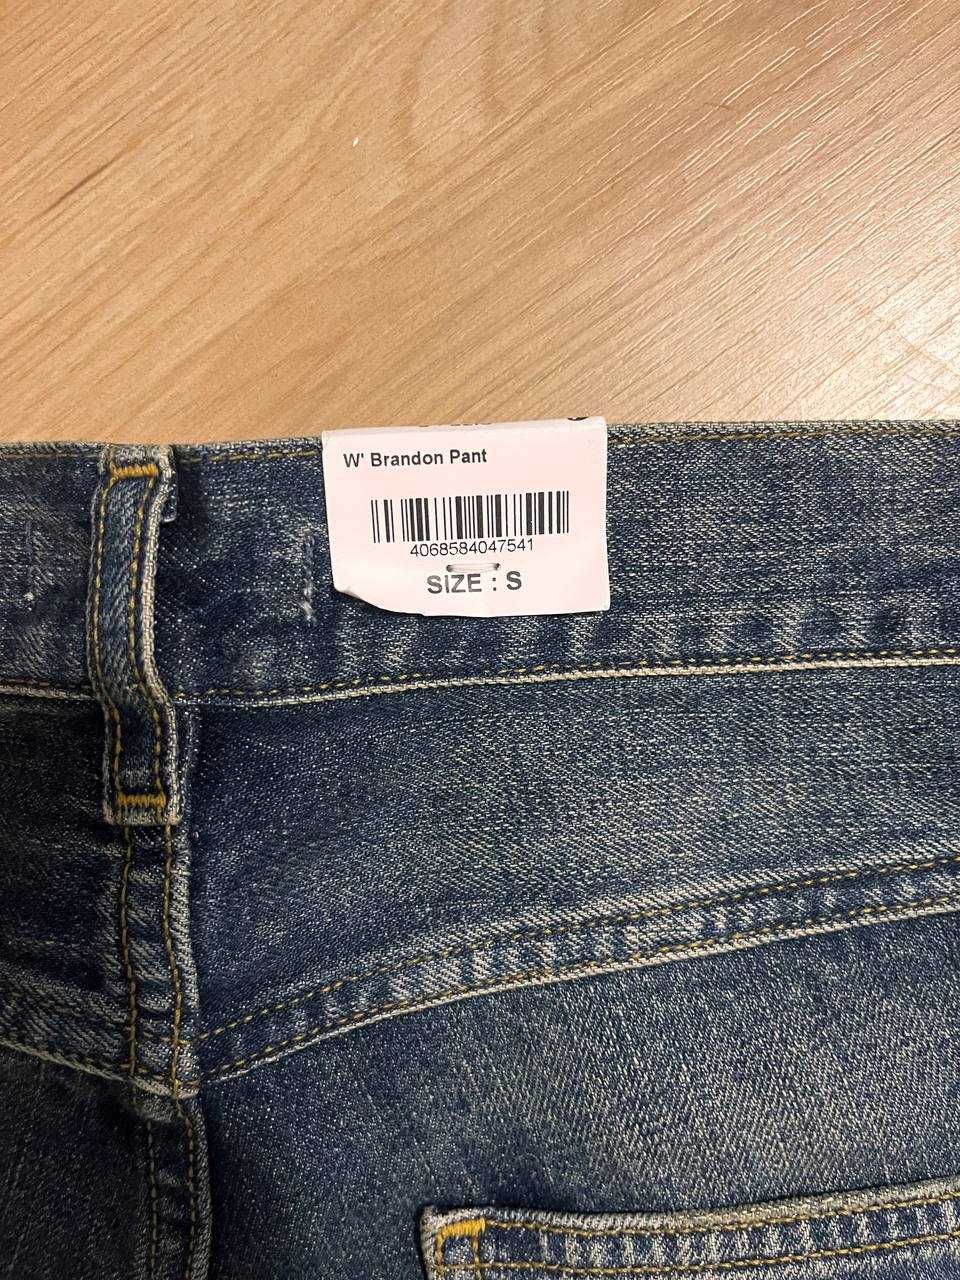 W' Brandon Pant
4068584047541
SIZE : S